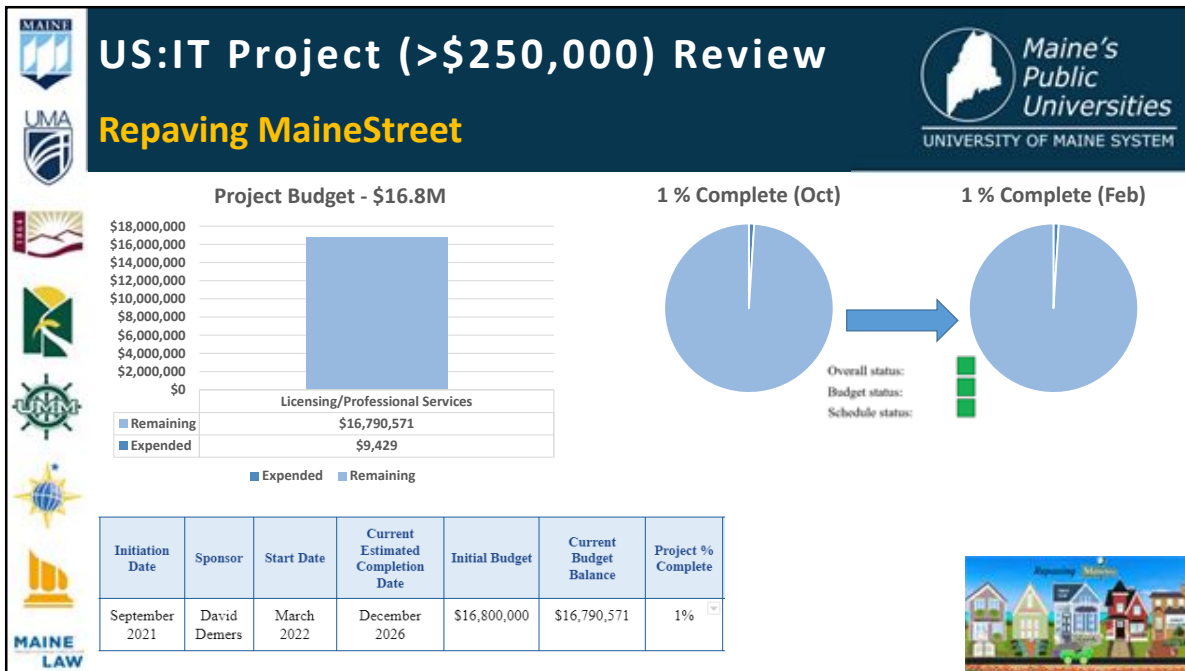 MAINE
US:IT Project (>$250,000) Review
Repaving MaineStreet
Maine's
Public
Universities
UNIVERSITY OF MAINE SYSTEM
UMA
1864
UMM
MAINE
LAW
Project Budget - $16.8M
$18,000,000
$16,000,000
$14,000,000
$12,000,000
$10,000,000
$8,000,000
$6,000,000
$4,000,000
$2,000,000
$0
Licensing/Professional Services
Remaining $16,790,571
Expended $9,429
Expended Remaining
1 % Complete (Oct)
1 % Complete (Feb)
Overall status:
Budget status:
Schedule status:
Initiation Date Sponsor Start Date Current Estimated Completion Date Initial Budget Current Budget Balance Project % Complete
September 2021 David Demers March 2022 December 2026 $16,800,000 $16,790,571 1%
Repaving